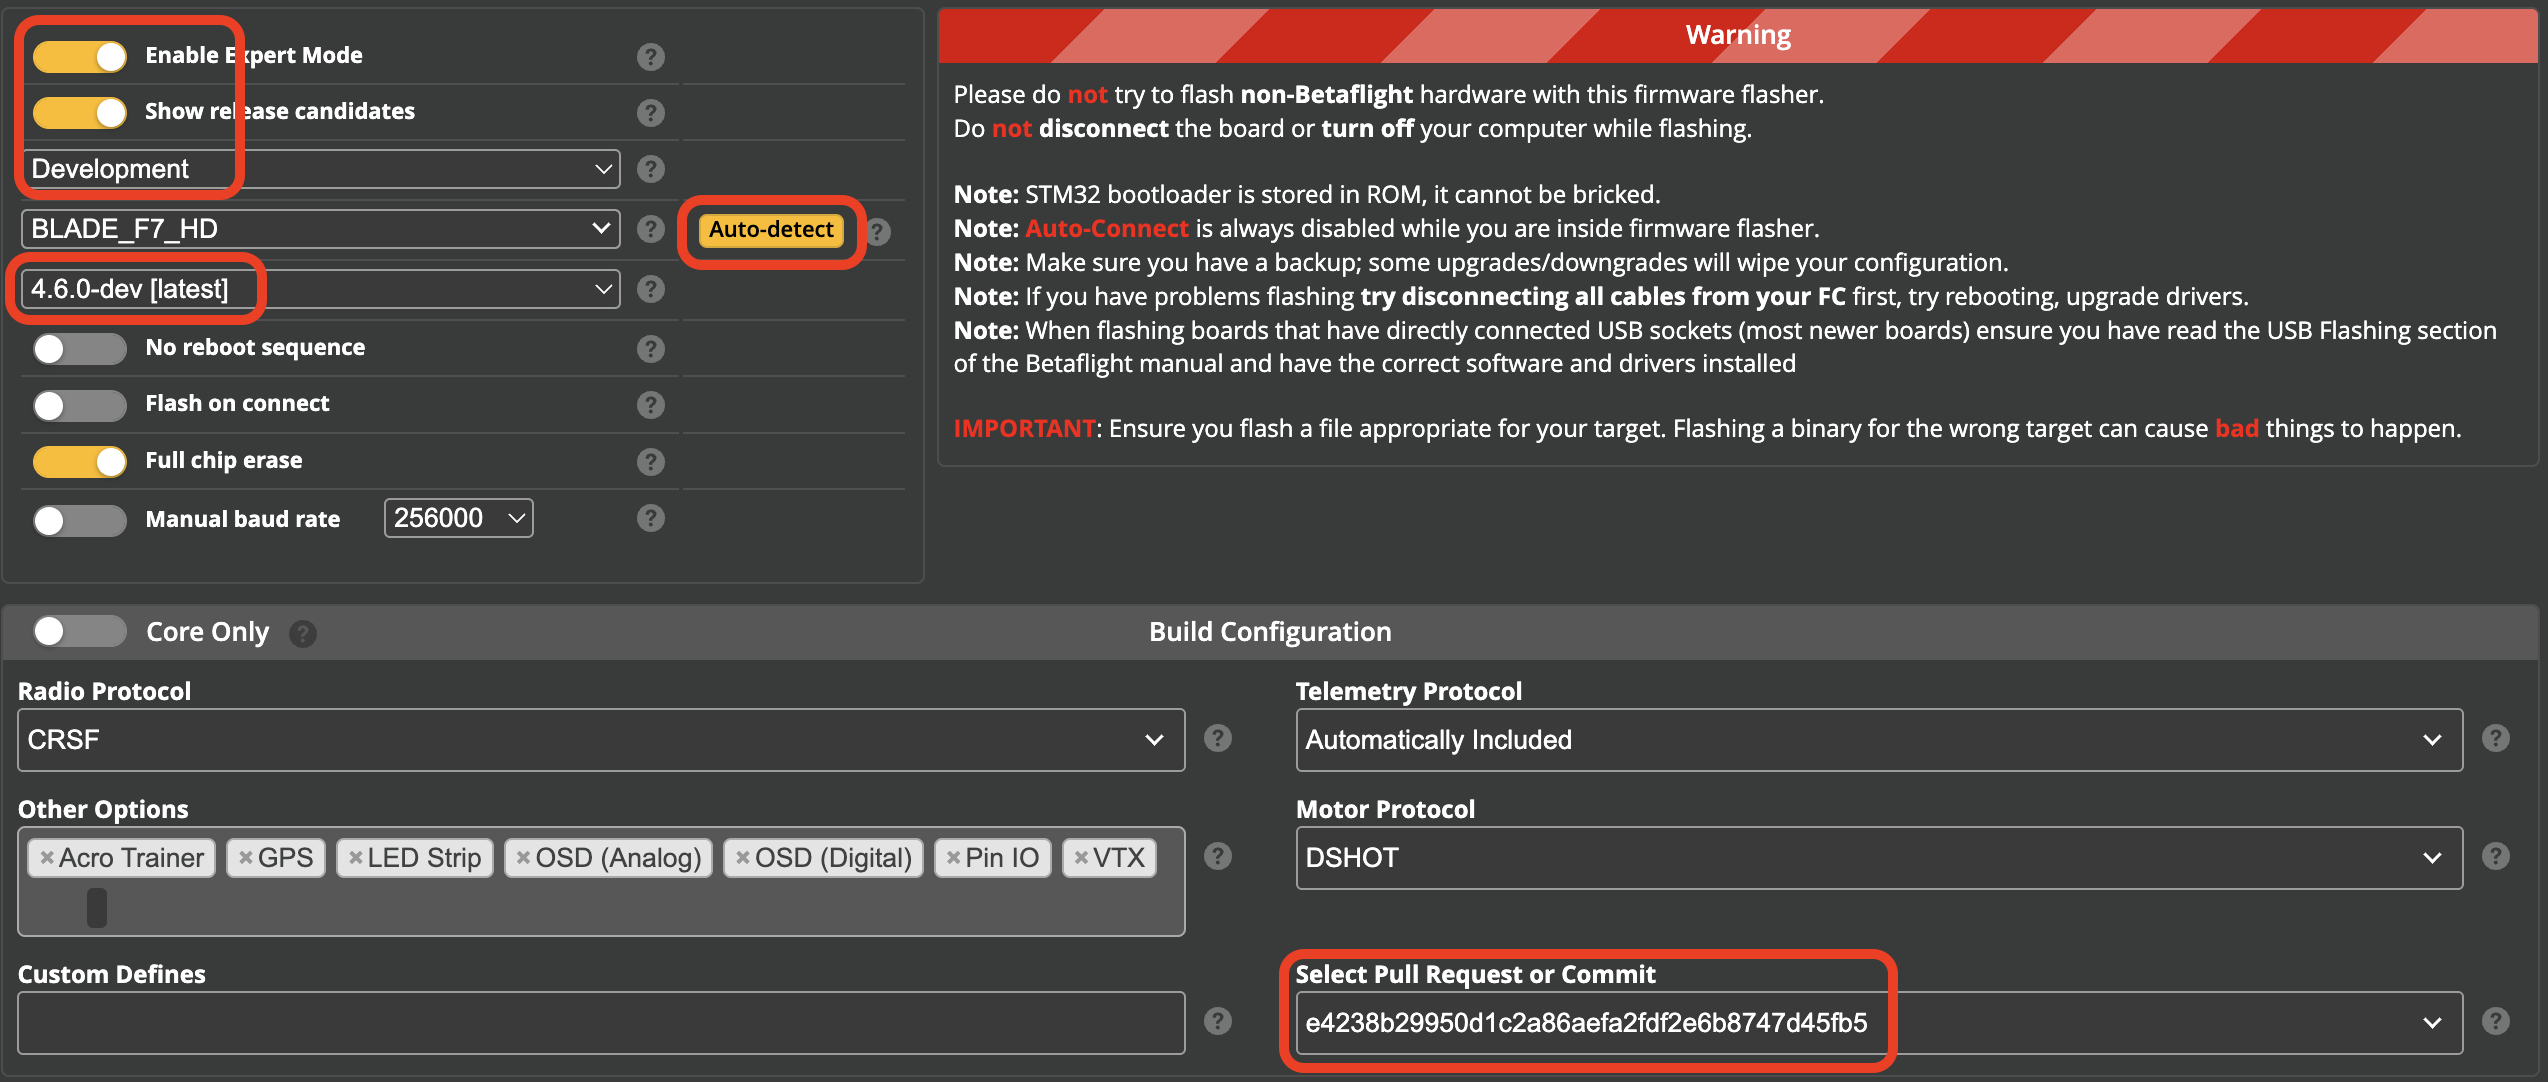 Enable Expert Mode
Show release candidates
Development
BLADE_F7_HD
Auto-detect
4.6.0-dev [latest]
No reboot sequence
Flash on connect
Full chip erase
Manual baud rate
256000
Warning
Please do not try to flash non-Betaflight hardware with this firmware flasher.
Do not disconnect the board or turn off your computer while flashing.
Note: STM32 bootloader is stored in ROM, it cannot be bricked.
Note: Auto-Connect is always disabled while you are inside firmware flasher.
Note: Make sure you have a backup; some upgrades/downgrades will wipe your configuration.
Note: If you have problems flashing try disconnecting all cables from your FC first, try rebooting, upgrade drivers.
Note: When flashing boards that have directly connected USB sockets (most newer boards) ensure you have read the USB Flashing section
of the Betaflight manual and have the correct software and drivers installed
IMPORTANT: Ensure you flash a file appropriate for your target. Flashing a binary for the wrong target can cause bad things to happen.
Core Only
Build Configuration
Radio Protocol
CRSF
Telemetry Protocol
Automatically Included
Other Options
×Acro Trainer ×GPS ×LED Strip ×OSD (Analog) ×OSD (Digital) ×Pin IO ×VTX
Motor Protocol
DSHOT
Custom Defines
Select Pull Request or Commit
e4238b29950d1c2a86aefa2fdf2e6b8747d45fb5